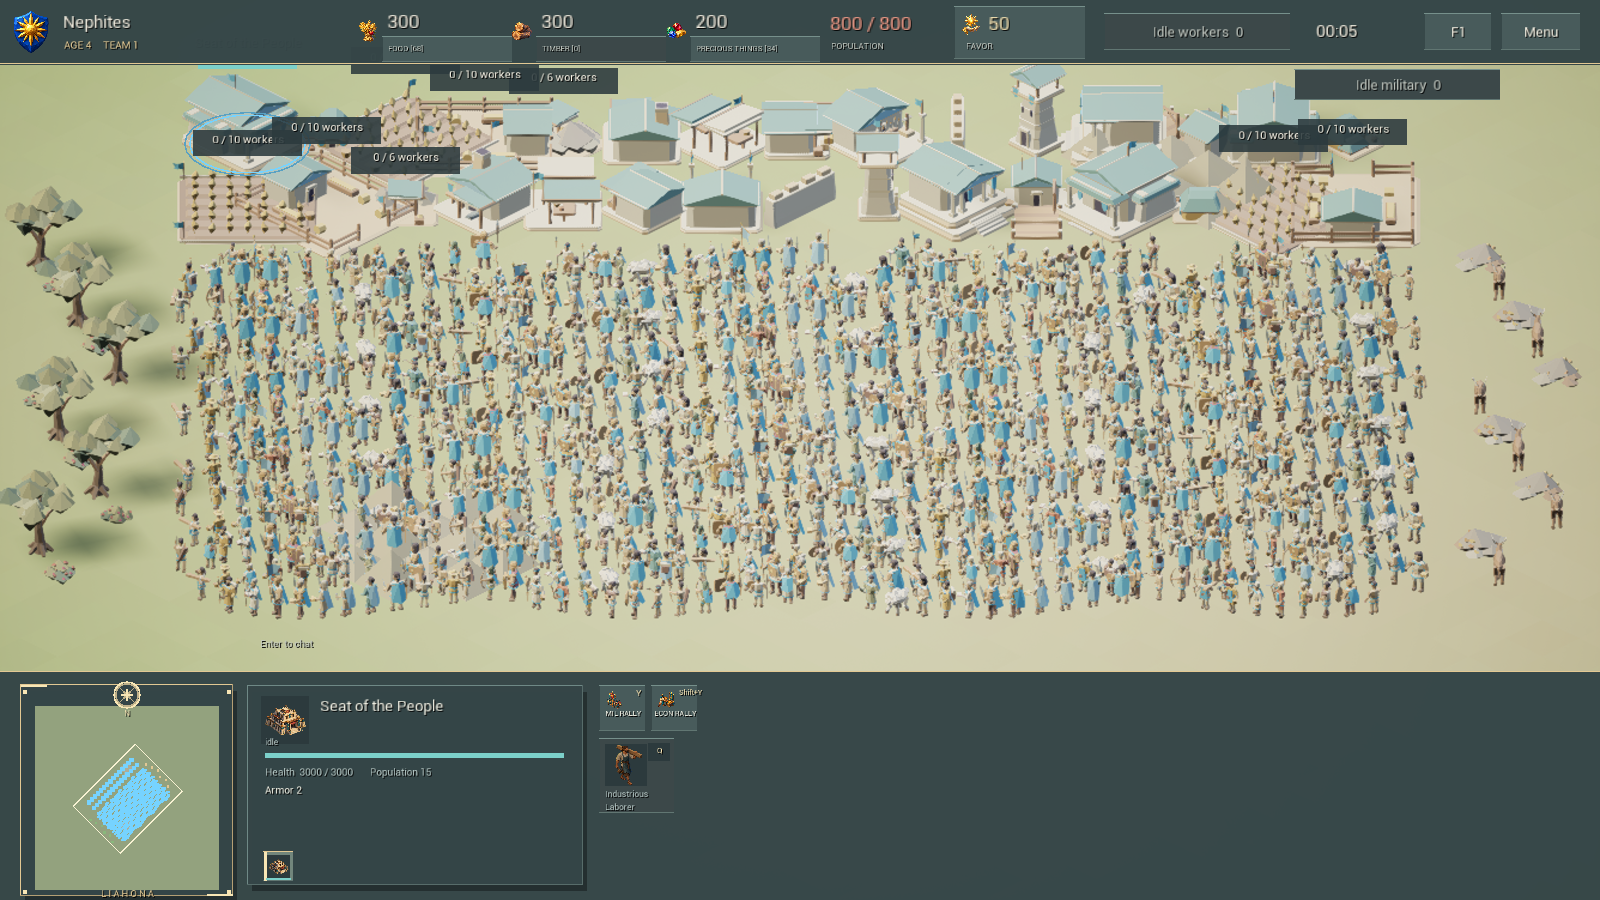 Nephites
AGE 4 TEAM 1
300
FOOD [68]
300
TIMBER [0]
200
PRECIOUS THINGS [34]
800 / 800
POPULATION
50
FAVOR
Idle workers 0
00:05
F1
Menu
Idle military 0
0 / 10 workers
/ 6 workers
0 / 10 workers
0 / 10 worke
0 / 6 workers
0 / 10 workers
0 / 10 workers
Enter to chat
N
LIAHONA
Seat of the People
idle
Health 3000 / 3000 Population 15
Armor 2
Y
MIL RALLY
Shift+Y
ECON RALLY
Q
Industrious
Laborer